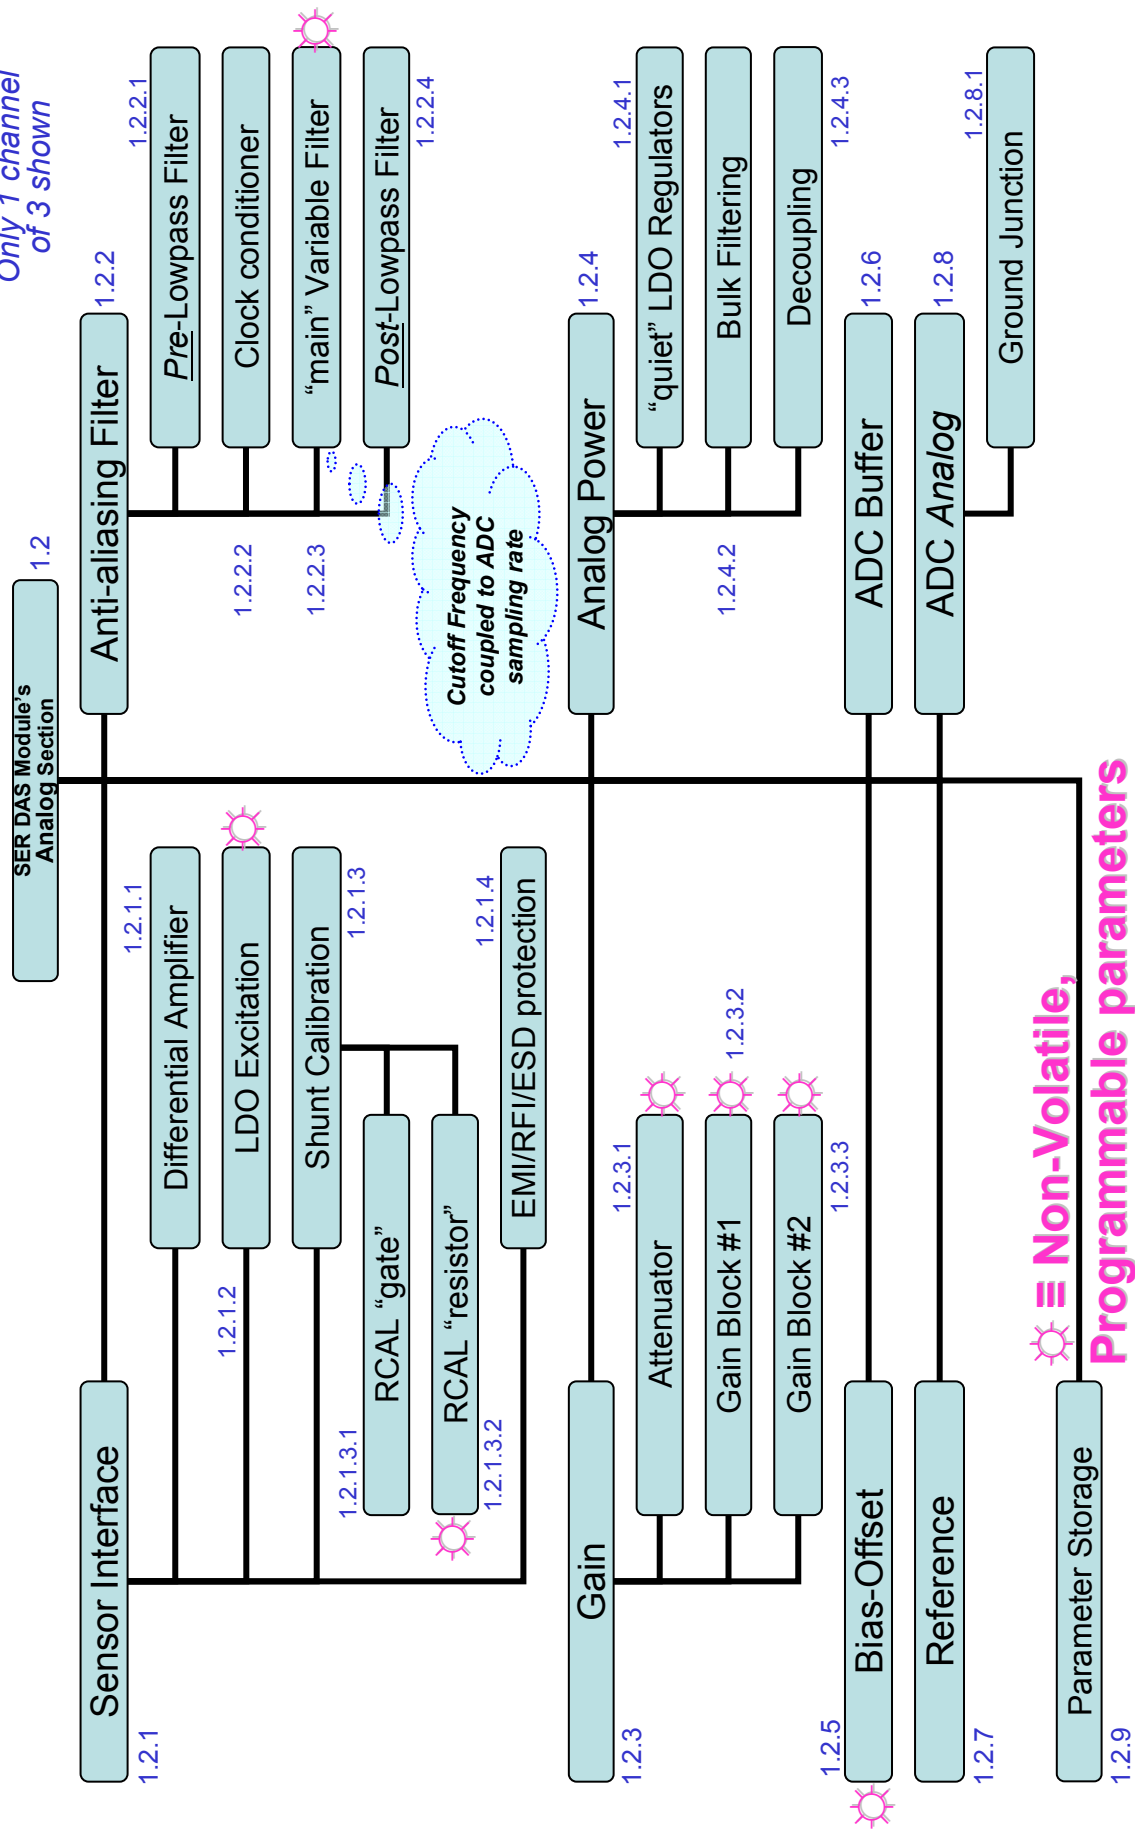 Only 1 channel
of 3 shown
SER DAS Module's
Analog Section
1.2
Sensor Interface
1.2.1
Differential Amplifier
1.2.1.1
LDO Excitation
1.2.1.2
Shunt Calibration
1.2.1.3
RCAL “gate”
1.2.1.3.1
RCAL “resistor”
1.2.1.3.2
EMI/RFI/ESD protection
1.2.1.4
Anti-aliasing Filter
1.2.2
Pre-Lowpass Filter
1.2.2.1
Clock conditioner
1.2.2.2
“main” Variable Filter
1.2.2.3
Post-Lowpass Filter
1.2.2.4
Cutoff Frequency
coupled to ADC
sampling rate
Gain
1.2.3
Attenuator
1.2.3.1
Gain Block #1
1.2.3.2
Gain Block #2
1.2.3.3
Analog Power
1.2.4
“quiet” LDO Regulators
1.2.4.1
Bulk Filtering
1.2.4.2
Decoupling
1.2.4.3
Bias-Offset
1.2.5
ADC Buffer
1.2.6
Reference
1.2.7
ADC Analog
1.2.8
Ground Junction
1.2.8.1
Parameter Storage
1.2.9
≡ Non-Volatile,
Programmable parameters